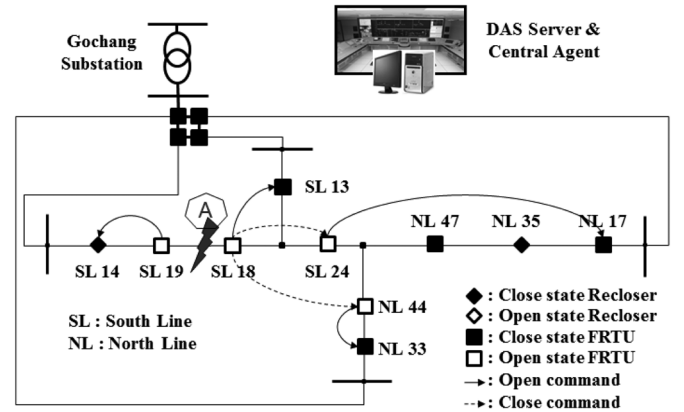 Gochang
Substation
DAS Server &
Central Agent
A
SL 13
NL 47
NL 35
NL 17
SL 14
SL 19
SL 18
SL 24
NL 44
NL 33
SL : South Line
NL : North Line
: Close state Recloser
: Open state Recloser
: Close state FRTU
: Open state FRTU
: Open command
: Close command